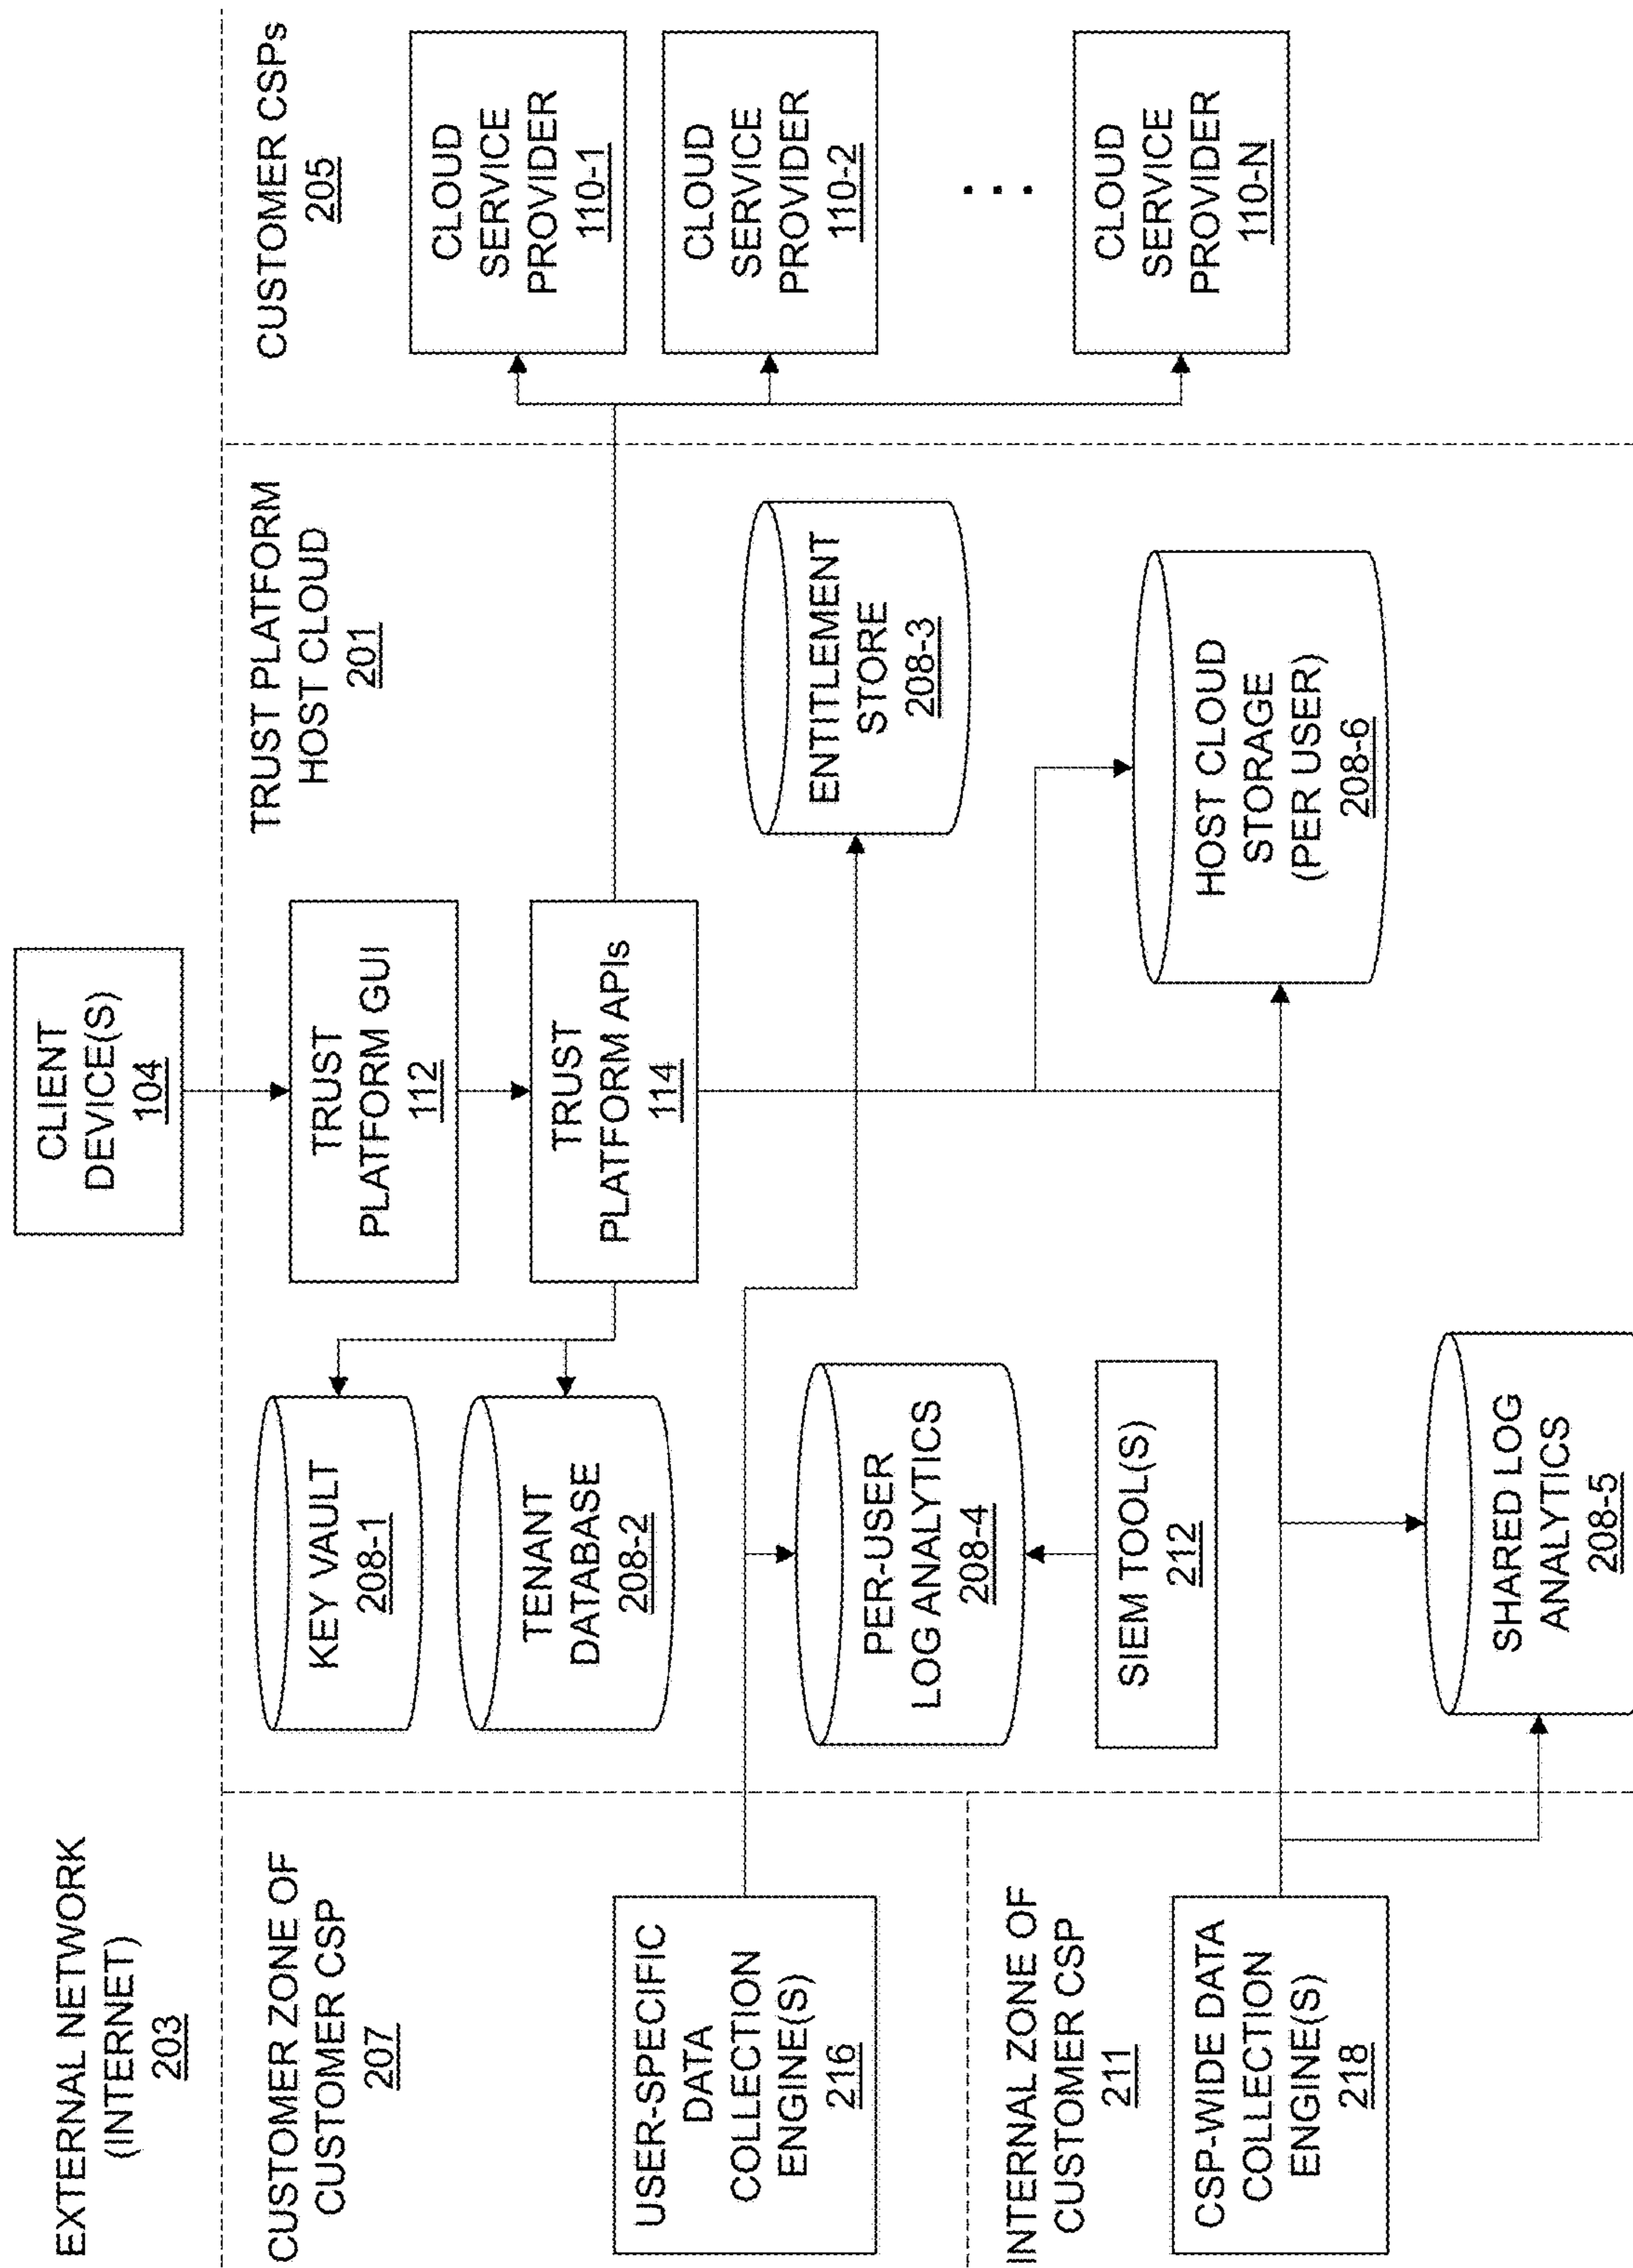 EXTERNAL NETWORK
(INTERNET)
203
CLIENT
DEVICE(S)
104
CUSTOMER ZONE OF
CUSTOMER CSP
207
USER-SPECIFIC
DATA
COLLECTION
ENGINE(S)
216
INTERNAL ZONE OF
CUSTOMER CSP
211
CSP-WIDE DATA
COLLECTION
ENGINE(S)
218
TRUST PLATFORM
HOST CLOUD
201
KEY VAULT
208-1
TENANT
DATABASE
208-2
TRUST
PLATFORM GUI
112
TRUST
PLATFORM APIs
114
PER-USER
LOG ANALYTICS
208-4
SIEM TOOL(S)
212
SHARED LOG
ANALYTICS
208-5
ENTITLEMENT
STORE
208-3
HOST CLOUD
STORAGE
(PER USER)
208-6
CUSTOMER CSPs
205
CLOUD
SERVICE
PROVIDER
110-1
CLOUD
SERVICE
PROVIDER
110-2
...
CLOUD
SERVICE
PROVIDER
110-N